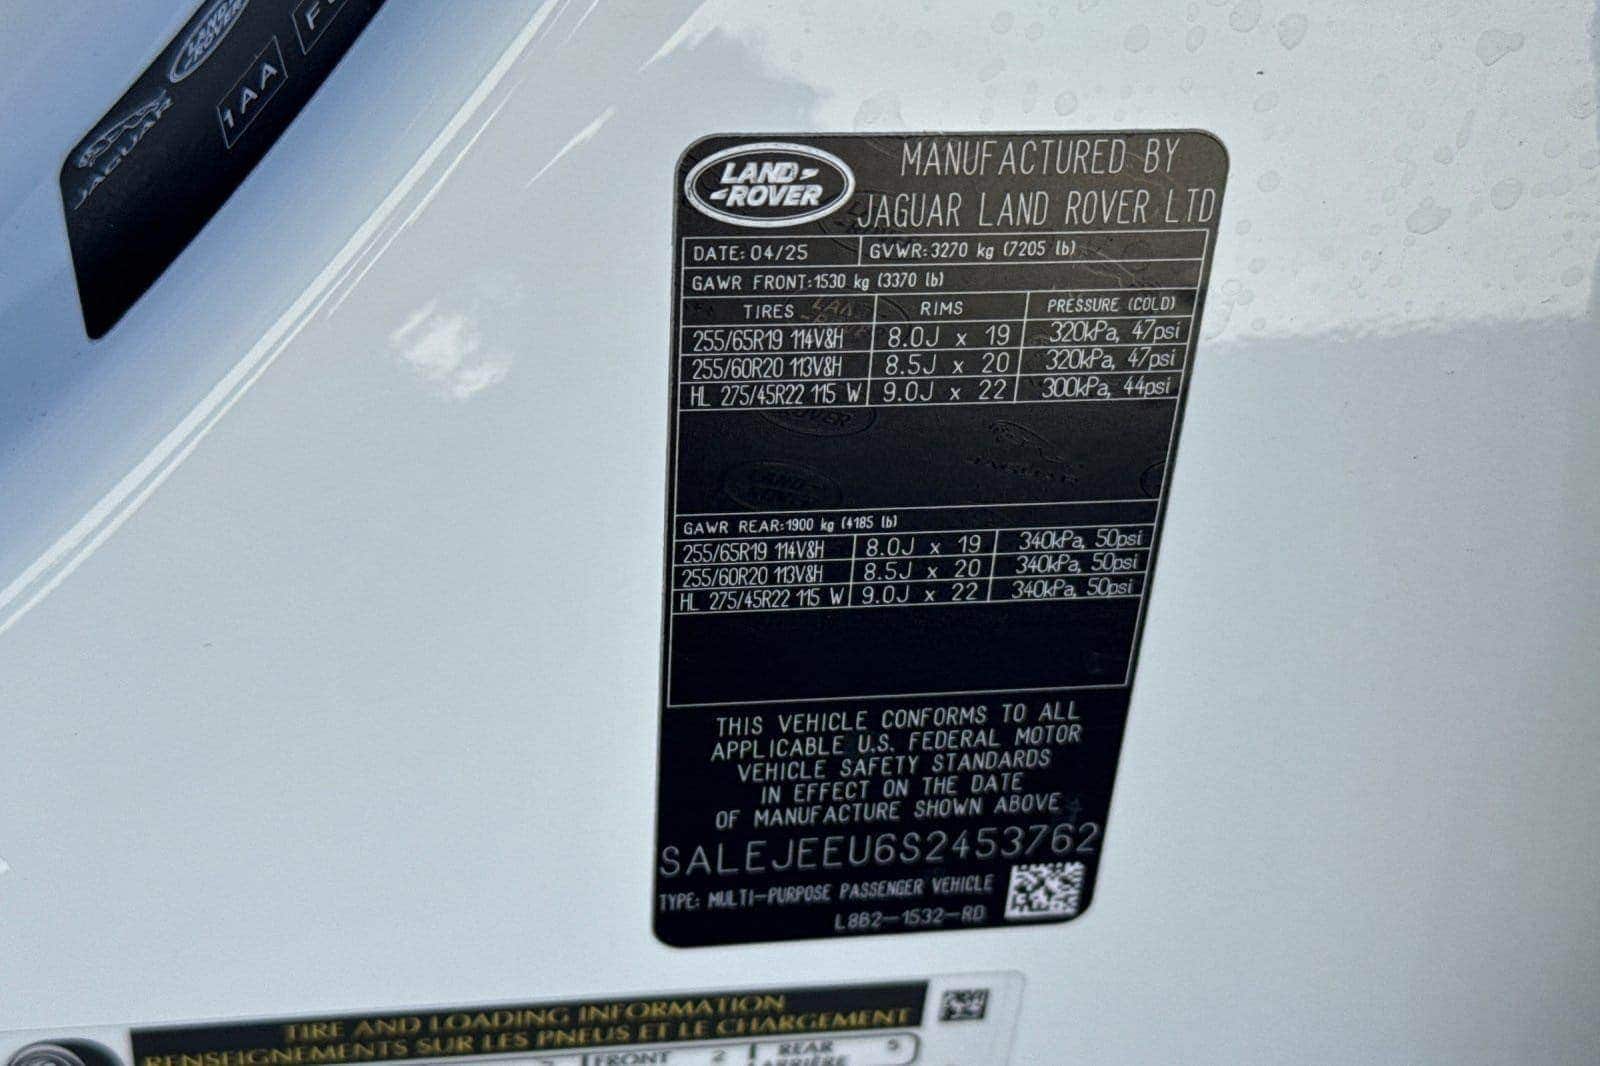 LAND ROVER
JAGUAR
1AA
LAND
ROVER
MANUFACTURED BY
JAGUAR LAND ROVER LTD
DATE: 04/25 GVWR: 3270 kg (7205 lb)
GAWR FRONT: 1530 kg (3370 lb)
TIRES RIMS PRESSURE (COLD)
255/65R19 114V&H 8.0J x 19 320kPa, 47psi
255/60R20 113V&H 8.5J x 20 320kPa, 47psi
HL 275/45R22 115 W 9.0J x 22 300kPa, 44psi
GAWR REAR: 1900 kg (4185 lb)
255/65R19 114V&H 8.0J x 19 340kPa, 50psi
255/60R20 113V&H 8.5J x 20 340kPa, 50psi
HL 275/45R22 115 W 9.0J x 22 340kPa, 50psi
THIS VEHICLE CONFORMS TO ALL
APPLICABLE U.S. FEDERAL MOTOR
VEHICLE SAFETY STANDARDS
IN EFFECT ON THE DATE
OF MANUFACTURE SHOWN ABOVE
SALEJEEU6S2453762
TYPE: MULTI-PURPOSE PASSENGER VEHICLE
L8B2-1532-RD
TIRE AND LOADING INFORMATION
RENSEIGNEMENTS SUR LES PNEUS ET LE CHARGEMENT
FRONT 2 REAR
ARRIÈRE